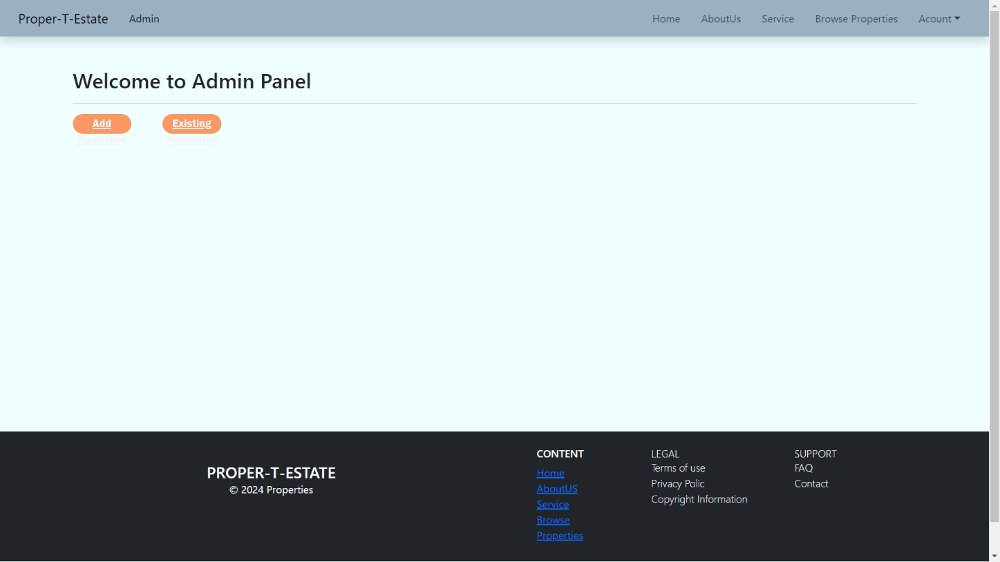 Proper-T-Estate Admin Home AboutUs Service Browse Properties Acount
Welcome to Admin Panel
Add Existing
Properties Properties
PROPER-T-ESTATE
© 2024 Properties
CONTENT
Home
AboutUS
Service
Browse
Properties
LEGAL
Terms of use
Privacy Polic
Copyright Information
SUPPORT
FAQ
Contact